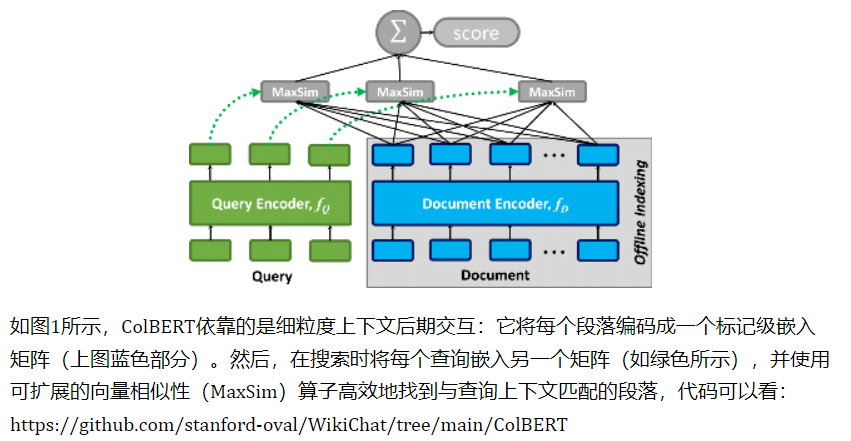 Σ
score
MaxSim
MaxSim
MaxSim
Query Encoder, f_Q
Document Encoder, f_D
Offline Indexing
Query
Document
如图1所示，ColBERT依靠的是细粒度上下文后期交互：它将每个段落编码成一个标记级嵌入
矩阵（上图蓝色部分）。然后，在搜索时将每个查询嵌入另一个矩阵（如绿色所示），并使用
可扩展的向量相似性（MaxSim）算子高效地找到与查询上下文匹配的段落，代码可以看：
https://github.com/stanford-oval/WikiChat/tree/main/ColBERT